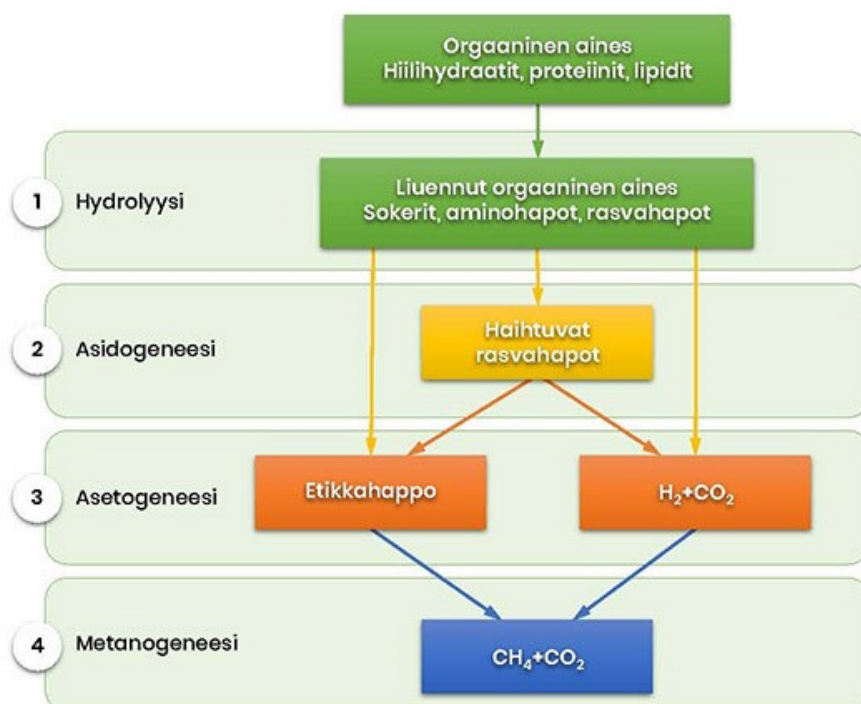 Orgaaninen aines
Hiilihydraatit, proteiinit, lipidit
1
Hydrolyysi
Liuennut orgaaninen aines
Sokerit, aminohapot, rasvahapot
2
Asidogeneesi
Haihtuvat
rasvahapot
3
Asetogeneesi
Etikkahappo
H₂+CO₂
4
Metanogeneesi
CH₄+CO₂